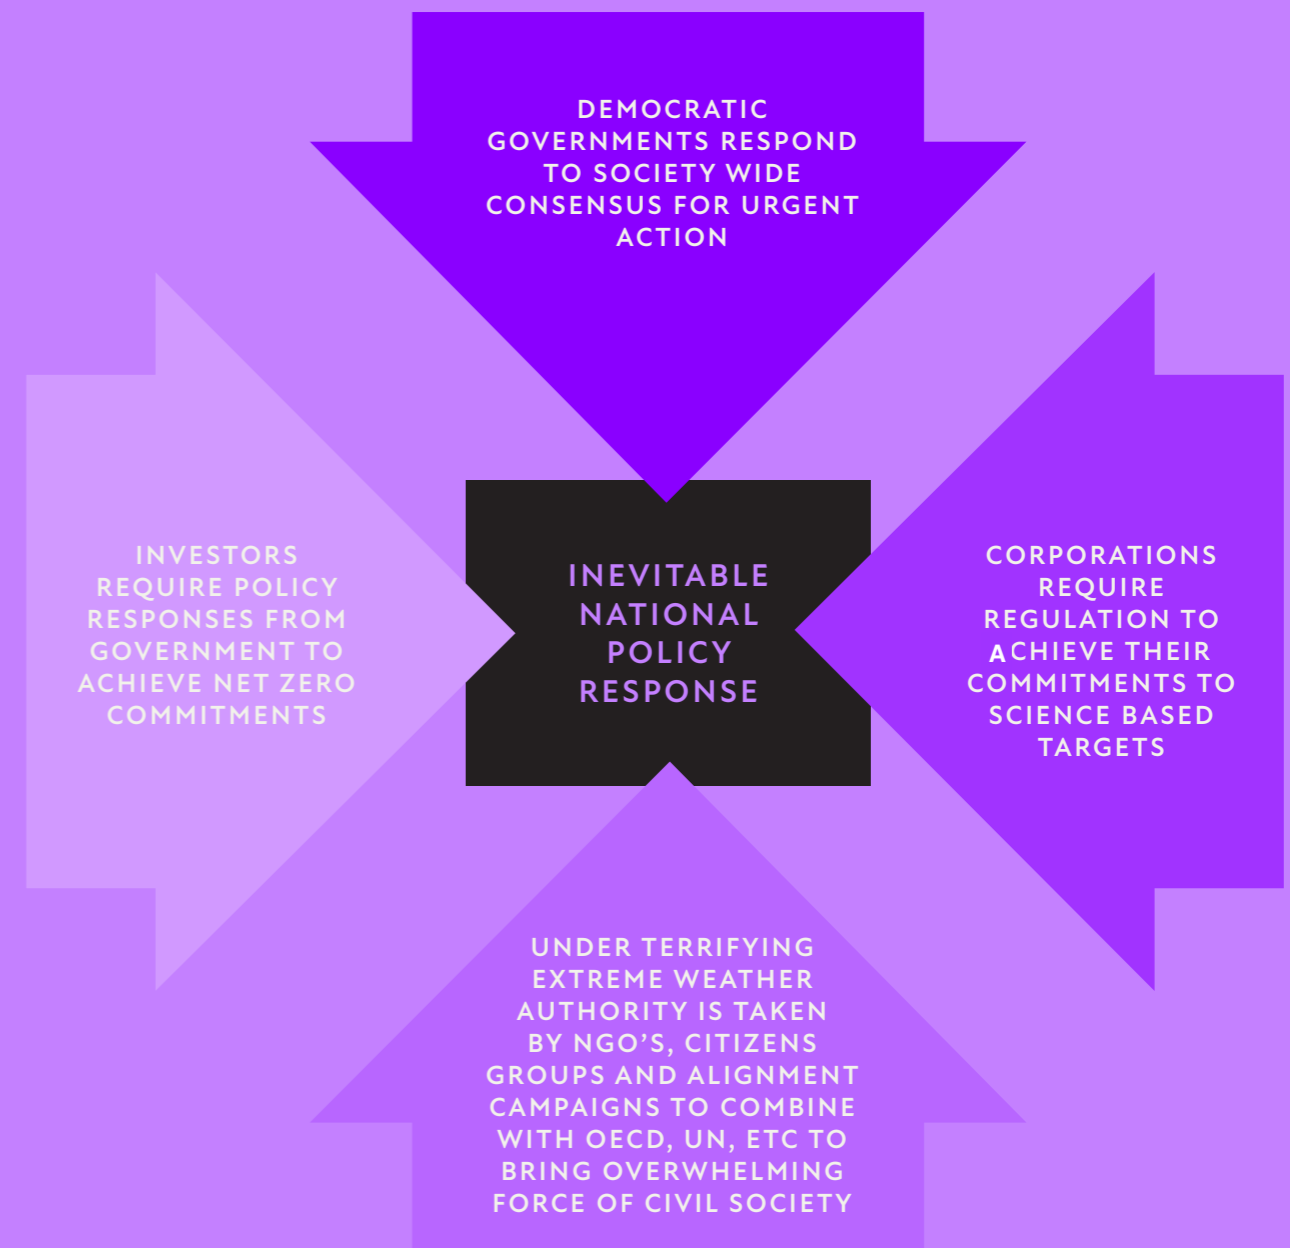 DEMOCRATIC
GOVERNMENTS RESPOND
TO SOCIETY WIDE
CONSENSUS FOR URGENT
ACTION
INVESTORS
REQUIRE POLICY
RESPONSES FROM
GOVERNMENT TO
ACHIEVE NET ZERO
COMMITMENTS
INEVITABLE
NATIONAL
POLICY
RESPONSE
CORPORATIONS
REQUIRE
REGULATION TO
ACHIEVE THEIR
COMMITMENTS TO
SCIENCE BASED
TARGETS
UNDER TERRIFYING
EXTREME WEATHER
AUTHORITY IS TAKEN
BY NGO’S, CITIZENS
GROUPS AND ALIGNMENT
CAMPAIGNS TO COMBINE
WITH OECD, UN, ETC TO
BRING OVERWHELMING
FORCE OF CIVIL SOCIETY